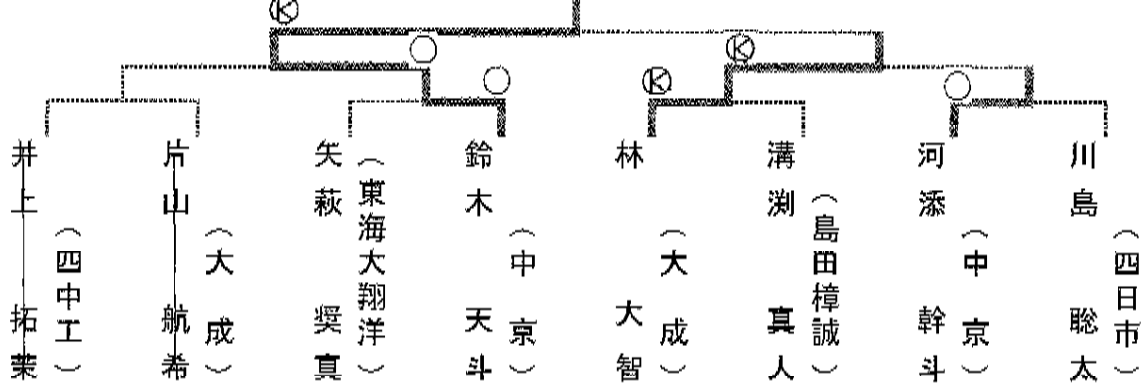 Ⓚ
○
Ⓚ
○
Ⓚ
○
井上 拓茉
(四中工)
片山 航希
(大成)
矢萩 奨真
(東海大翔洋)
鈴木 天斗
(中京)
林 大智
(大成)
溝渕 真人
(島田樟誠)
河添 幹斗
(中京)
川島 聡太
(四日市)